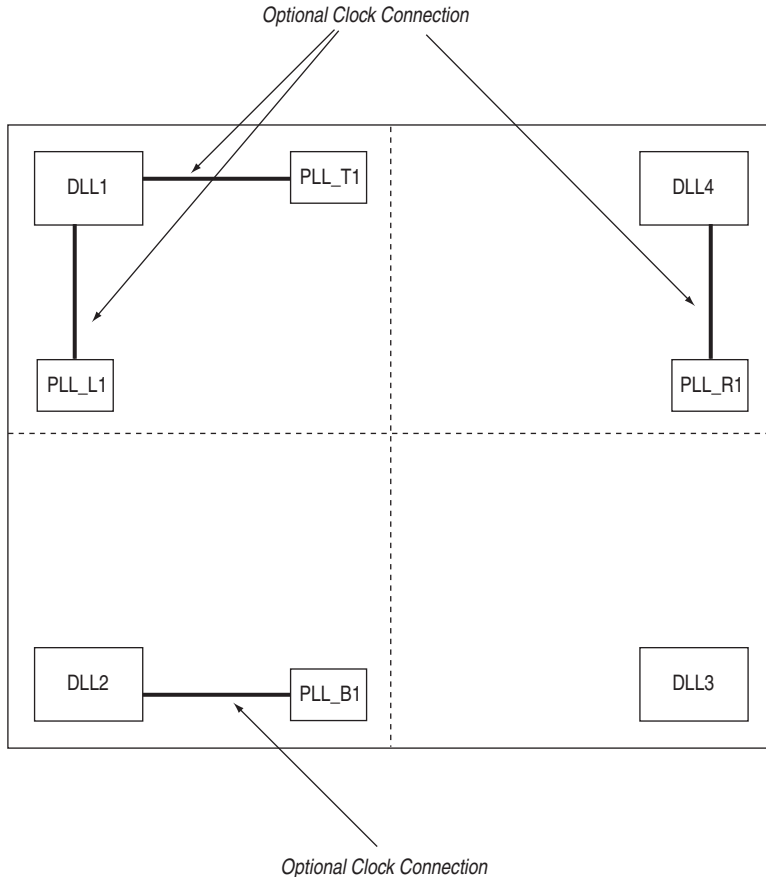 Optional Clock Connection
DLL1
PLL_T1
DLL4
PLL_L1
PLL_R1
DLL2
PLL_B1
DLL3
Optional Clock Connection